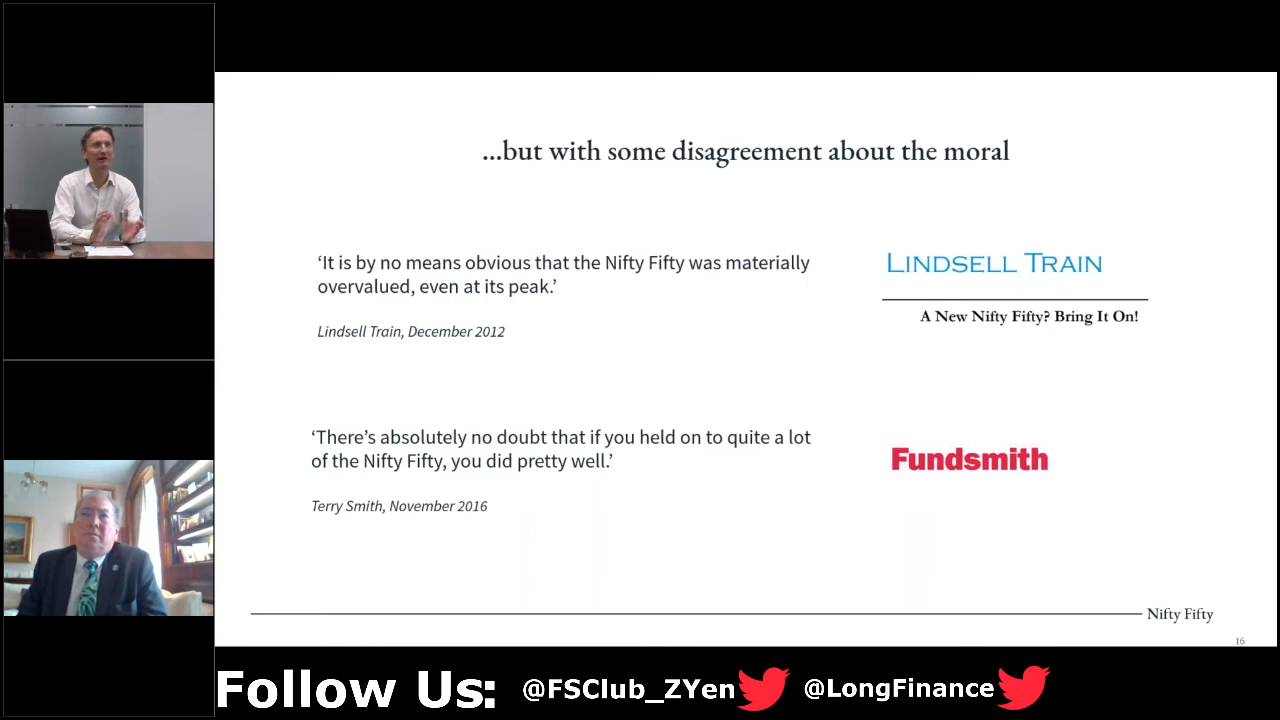 ...but with some disagreement about the moral
‘It is by no means obvious that the Nifty Fifty was materially
overvalued, even at its peak.’
Lindsell Train, December 2012
LINDSELL TRAIN
A New Nifty Fifty? Bring It On!
‘There’s absolutely no doubt that if you held on to quite a lot
of the Nifty Fifty, you did pretty well.’
Terry Smith, November 2016
Fundsmith
Nifty Fifty
16
Follow Us: @FSClub_ZYen @LongFinance